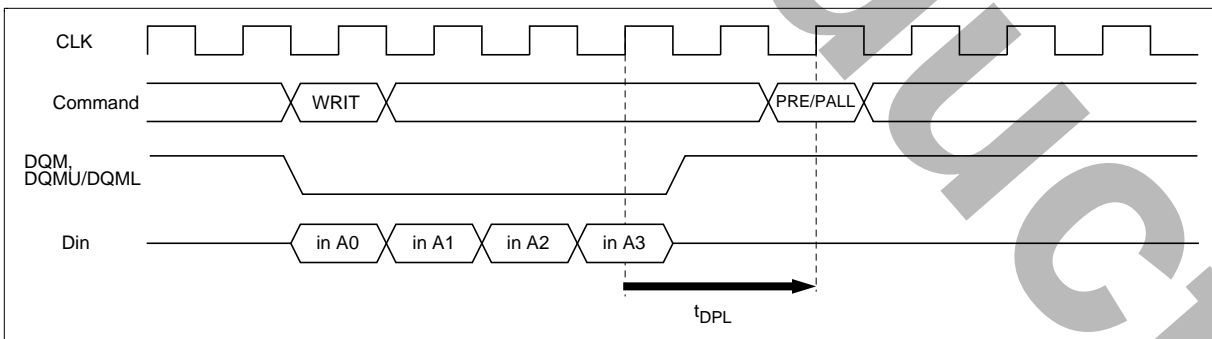 CLK
Command WRIT PRE/PALL
DQM,
DQMU/DQML
Din in A0 in A1 in A2 in A3
tDPL